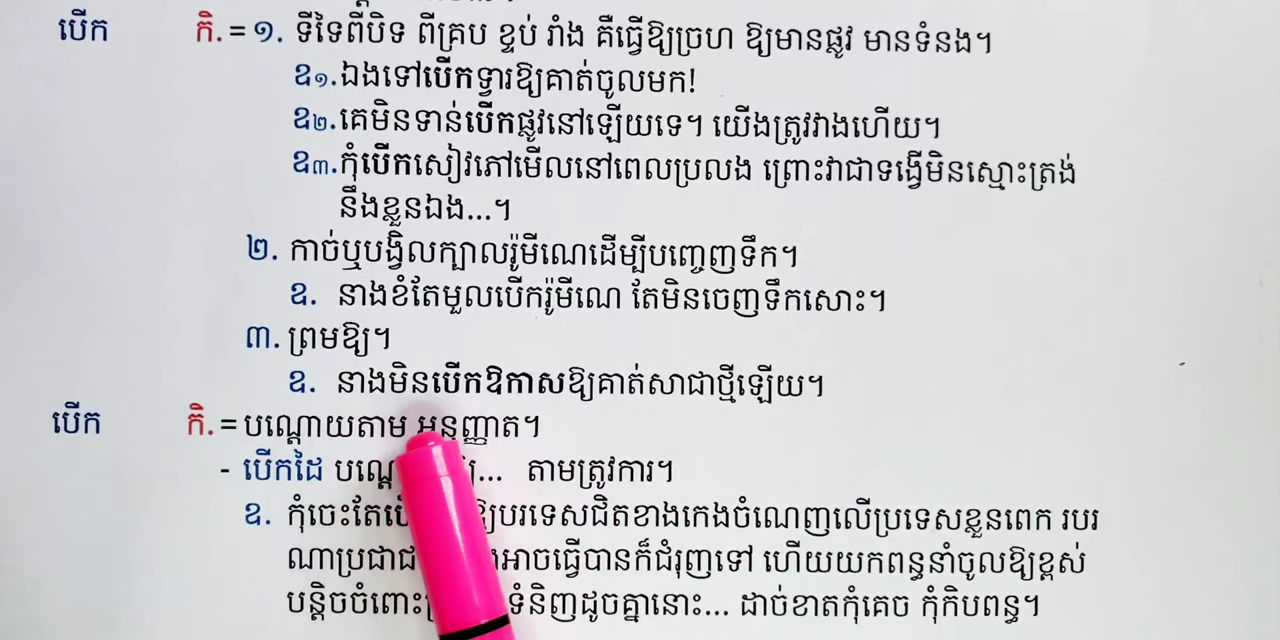 បើក កិ. = ១. ទីទៃពីបិទ ពីគ្រប ខ្ទប់ រាំង គឺធ្វើឱ្យច្រហ ឱ្យមានផ្លូវ មានទំនង។
ឧ១. ឯងទៅបើកទ្វារឱ្យគាត់ចូលមក!
ឧ២. គេមិនទាន់បើកផ្លូវនៅឡើយទេ។ យើងត្រូវវាងហើយ។
ឧ៣. កុំបើកសៀវភៅមើលនៅពេលប្រលង ព្រោះវាជាទង្វើមិនស្មោះត្រង់
នឹងខ្លួនឯង...។
២. កាច់ឬបង្វិលក្បាលរ៉ូមីណេដើម្បីបញ្ចេញទឹក។
ឧ. នាងខំតែមួលបើករ៉ូមីណេ តែមិនចេញទឹកសោះ។
៣. ព្រមឱ្យ។
ឧ. នាងមិនបើកឱកាសឱ្យគាត់សាជាថ្មីឡើយ។
បើក កិ. = បណ្ដោយតាម អនុញ្ញាត។
- បើកដៃ ... តាមត្រូវការ។
ឧ. កុំចេះតែ ឱ្យបរទេសជិតខាងកេងចំណេញលើប្រទេសខ្លួនពេក របរ
ណា អាចធ្វើបានក៏ជំរុញទៅ ហើយយកពន្ធនាំចូលឱ្យខ្ពស់
បន្តិចចំពោះ ទំនិញដូចគ្នានោះ... ដាច់ខាតកុំគេច កុំកិបពន្ធ។